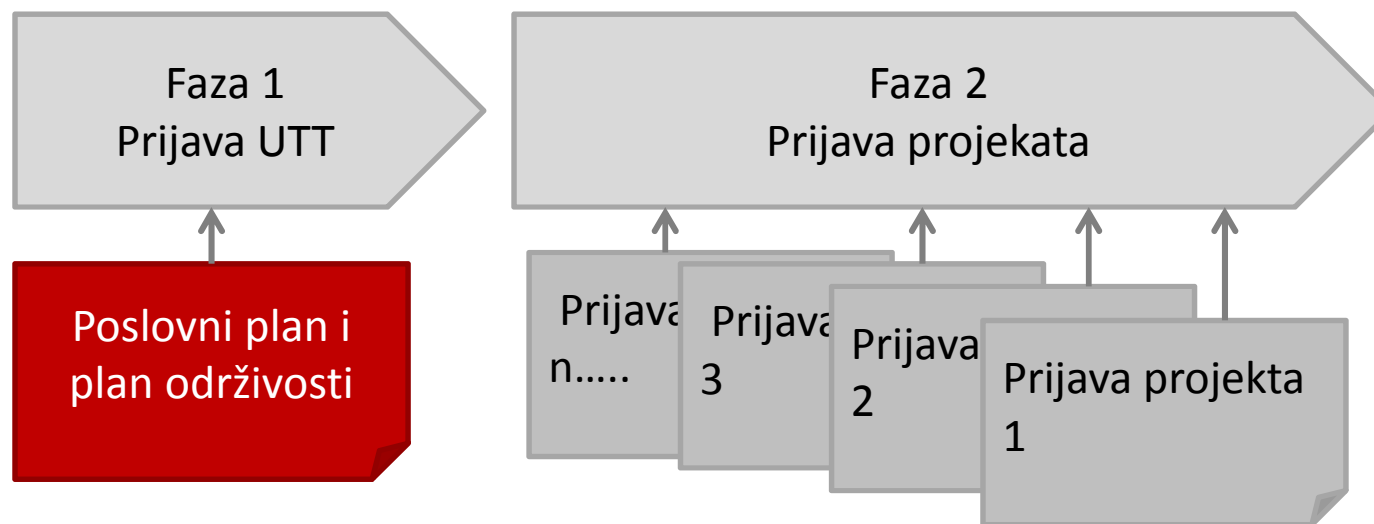 Faza 1
Prijava UTT
Faza 2
Prijava projekata
Poslovni plan i
plan održivosti
Prijava
n…..
Prijava
3
Prijava
2
Prijava projekta
1